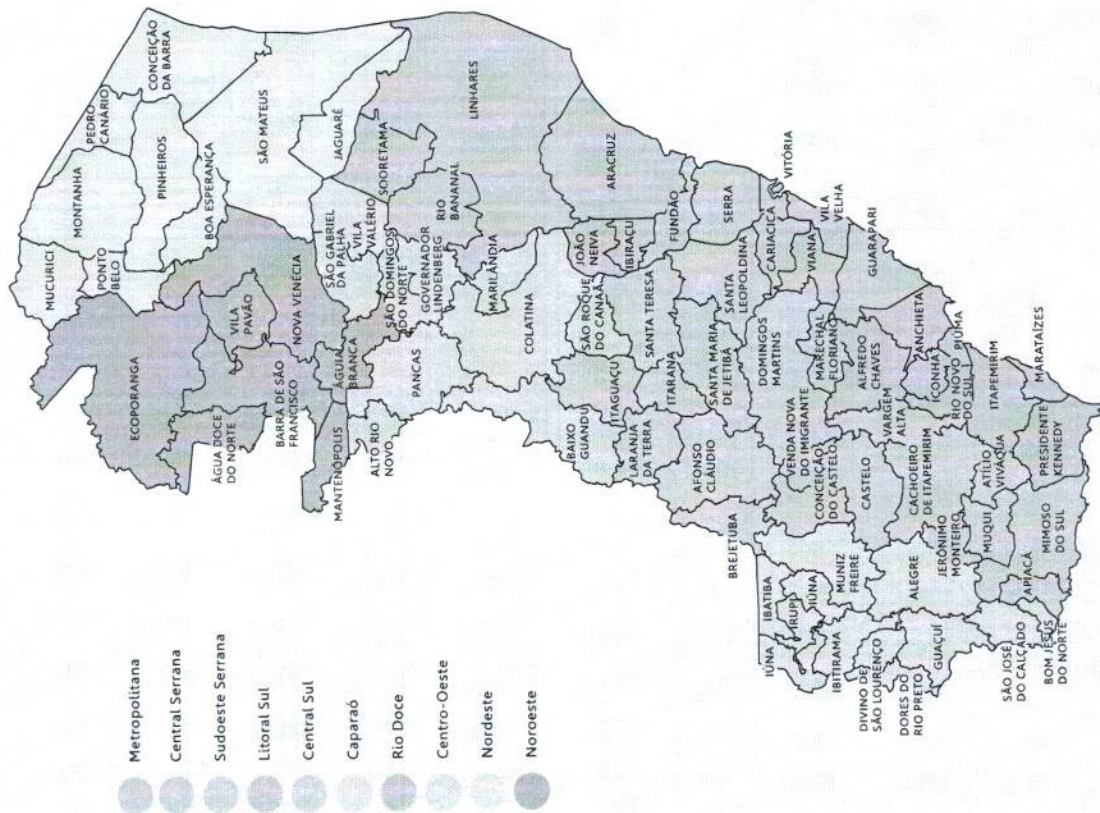 Metropolitana
Central Serrana
Sudoeste Serrana
Litoral Sul
Central Sul
Caparaó
Rio Doce
Centro-Oeste
Nordeste
Noroeste
MUCURICI
MONTANHA
PEDRO
CANÁRIO
CONCEIÇÃO
DA BARRA
PONTO
BELO
PINHEIROS
BOA ESPERANÇA
SÃO MATEUS
JAGUARÉ
ECOPORANGA
ÁGUA DOCE
DO NORTE
VILA
PAVÃO
BARRA DE SÃO
FRANCISCO
NOVA VENÉCIA
MANTENÓPOLIS
ÁGUIA
BRANCA
SÃO GABRIEL
DA PALHA
VILA
VALÉRIO
SOORETAMA
LINHARES
ALTO RIO
NOVO
PANCAS
SÃO DOMINGOS
DO NORTE
GOVERNADOR
LINDENBERG
RIO
BANANAL
MARILÂNDIA
COLATINA
ARACRUZ
BAIXO
GUANDU
ITAGUAÇU
SÃO ROQUE
DO CANAÃ
JOÃO
NEIVA
IBIRAÇU
LARANJA
DA TERRA
ITARANA
SANTA TERESA
FUNDÃO
AFONSO
CLÁUDIO
SANTA MARIA
DE JETIBÁ
SANTA
LEOPOLDINA
SERRA
BREJETUBA
DOMINGOS
MARTINS
CARIACICA
VITÓRIA
VENDA NOVA
DO IMIGRANTE
MARECHAL
FLORIANO
VIANA
VILA
VELHA
CONCEIÇÃO
DO CASTELO
ALFREDO
CHAVES
GUARAPARI
IBATIBA
IÚNA
IRUPI
IÚNA
MUNIZ
FREIRE
CASTELO
VARGEM
ALTA
ANCHIETA
IBITIRAMA
ICONHA
PIÚMA
DIVINO DE
SÃO LOURENÇO
ALEGRE
CACHOEIRO
DE ITAPEMIRIM
RIO NOVO
DO SUL
DORES DO
RIO PRETO
GUAÇUÍ
JERÔNIMO
MONTEIRO
ITAPEMIRIM
MUQUI
ATÍLIO
VIVÁQUA
MARATAÍZES
SÃO JOSÉ
DO CALÇADO
APIACÁ
MIMOSO
DO SUL
PRESIDENTE
KENNEDY
BOM JESUS
DO NORTE